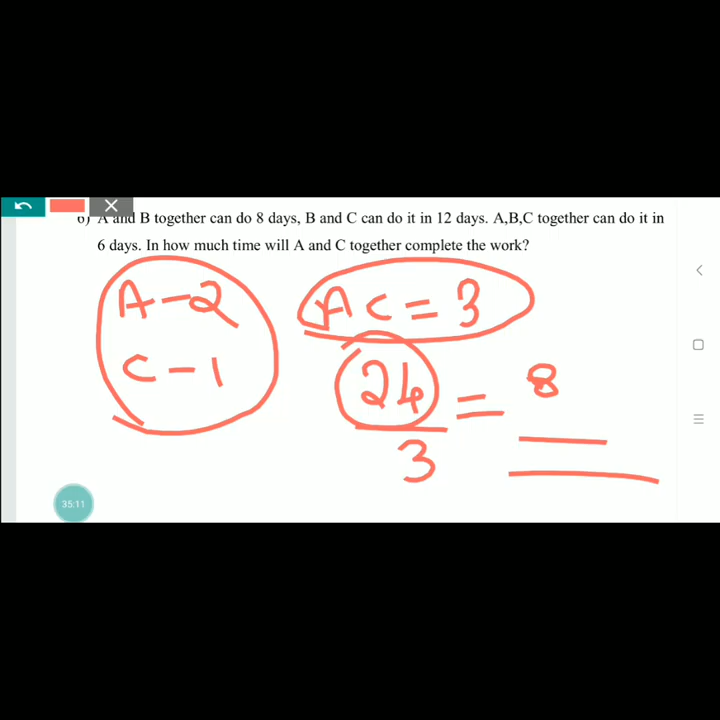 6) A and B together can do 8 days, B and C can do it in 12 days. A,B,C together can do it in
6 days. In how much time will A and C together complete the work?
A-2
AC = 3
C-1
24 = 8
3
35:11